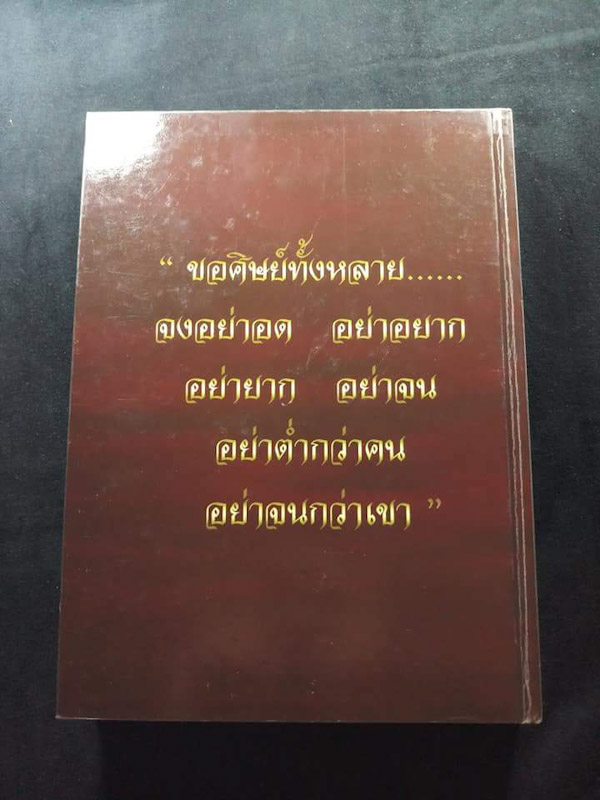 “ ขอศิษย์ทั้งหลาย......
จงอย่าอด อย่าอยาก
อย่ายาก อย่าจน
อย่าต่ำกว่าคน
อย่าจนกว่าเขา ”